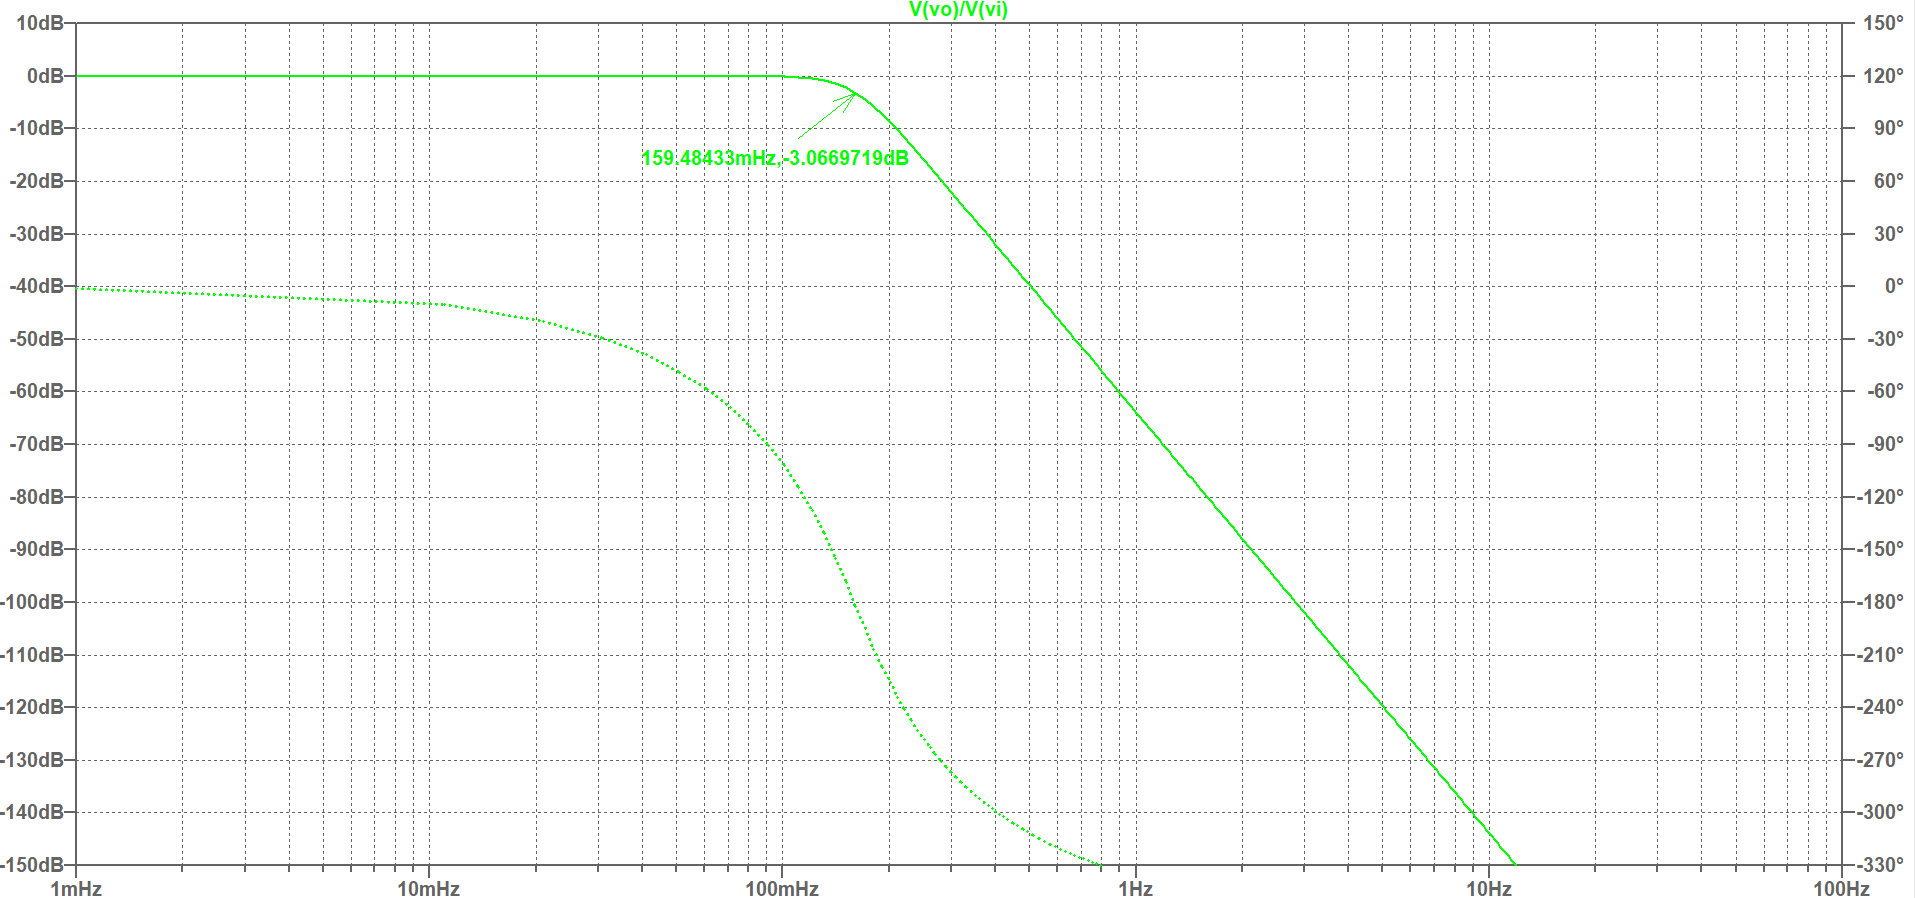 V(vo)/V(vi)
10dB
0dB
-10dB
-20dB
-30dB
-40dB
-50dB
-60dB
-70dB
-80dB
-90dB
-100dB
-110dB
-120dB
-130dB
-140dB
-150dB
159.48433mHz,-3.0669719dB
150°
120°
90°
60°
30°
0°
-30°
-60°
-90°
-120°
-150°
-180°
-210°
-240°
-270°
-300°
-330°
1mHz 10mHz 100mHz 1Hz 10Hz 100Hz